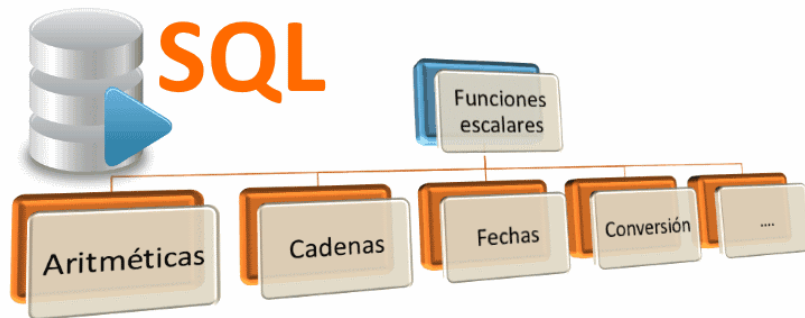 SQL
Funciones
escalares
Aritméticas
Cadenas
Fechas
Conversión
....